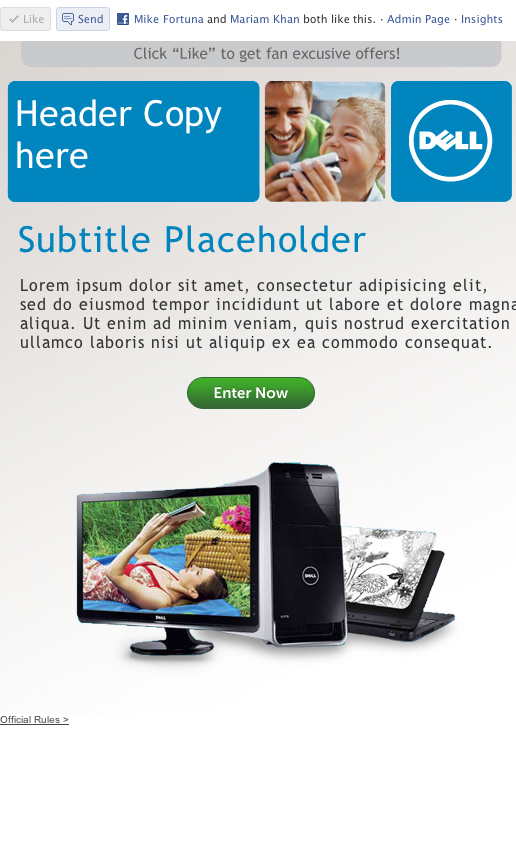 Like Send Mike Fortuna and Mariam Khan both like this. · Admin Page · Insights
Click “Like” to get fan excusive offers!
Header Copy
here
DELL
Subtitle Placeholder
Lorem ipsum dolor sit amet, consectetur adipisicing elit,
sed do eiusmod tempor incididunt ut labore et dolore magna
aliqua. Ut enim ad minim veniam, quis nostrud exercitation
ullamco laboris nisi ut aliquip ex ea commodo consequat.
Enter Now
DELL
DELL
Official Rules >